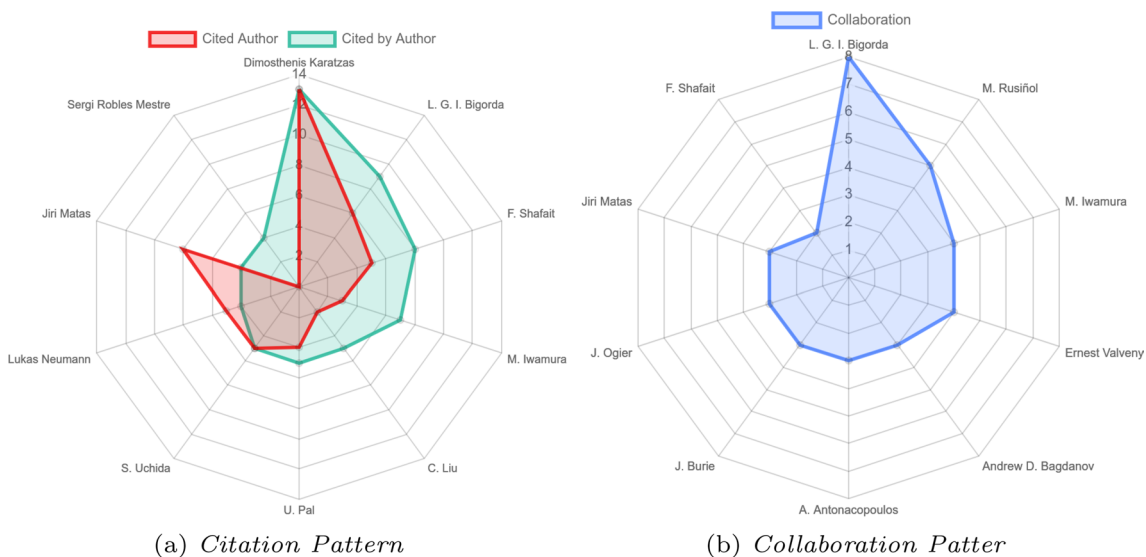 Cited Author Cited by Author
Dimosthenis Karatzas
14
12
10
8
6
4
2
L. G. I. Bigorda
F. Shafait
M. Iwamura
C. Liu
U. Pal
S. Uchida
Lukas Neumann
Jiri Matas
Sergi Robles Mestre
(a) Citation Pattern
Collaboration
L. G. I. Bigorda
8
7
6
5
4
3
2
1
M. Rusiñol
M. Iwamura
Ernest Valveny
Andrew D. Bagdanov
A. Antonacopoulos
J. Burie
J. Ogier
Jiri Matas
F. Shafait
(b) Collaboration Patter